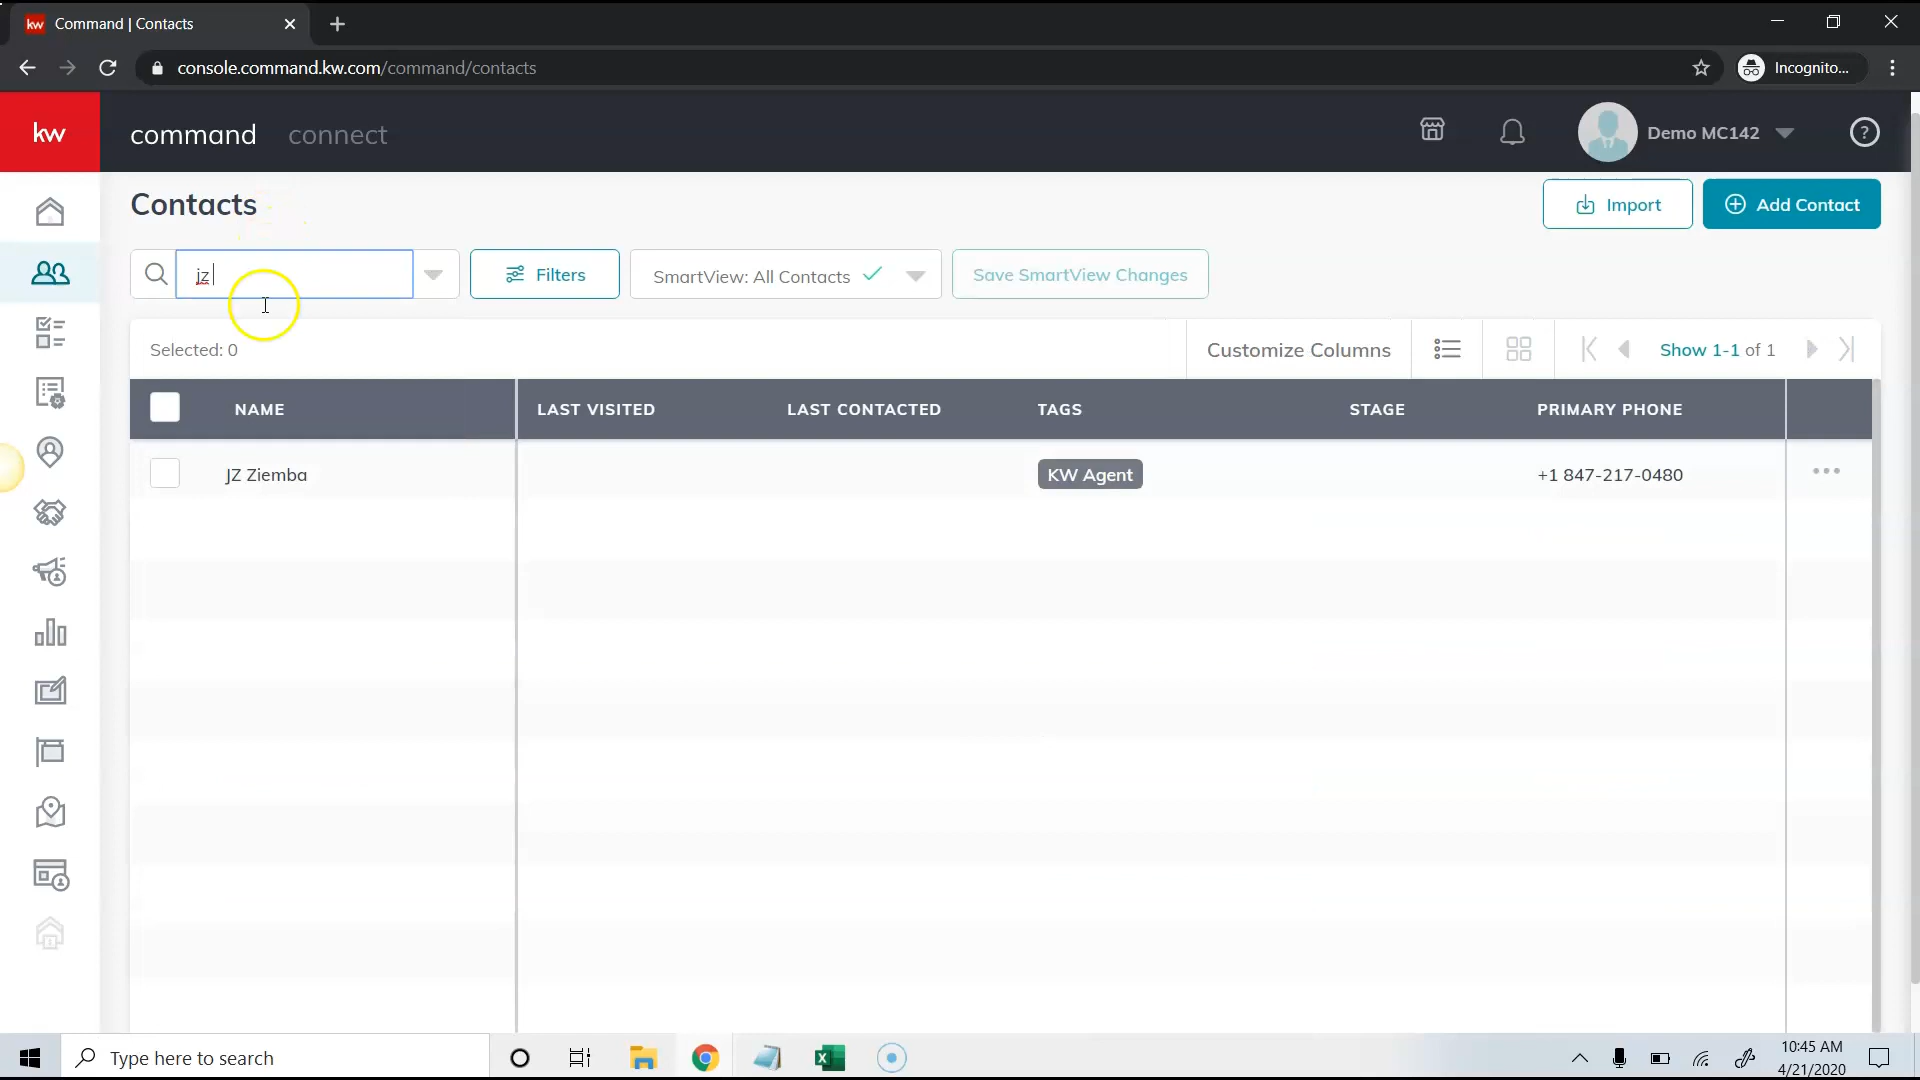 kw Command | Contacts
console.command.kw.com/command/contacts
Incognito...
kw command connect
Demo MC142
?
Contacts
Import
Add Contact
jz
Filters
SmartView: All Contacts
Save SmartView Changes
Selected: 0
Customize Columns
Show 1-1 of 1
NAME LAST VISITED LAST CONTACTED TAGS STAGE PRIMARY PHONE
JZ Ziemba KW Agent +1 847-217-0480
Type here to search
10:45 AM
4/21/2020